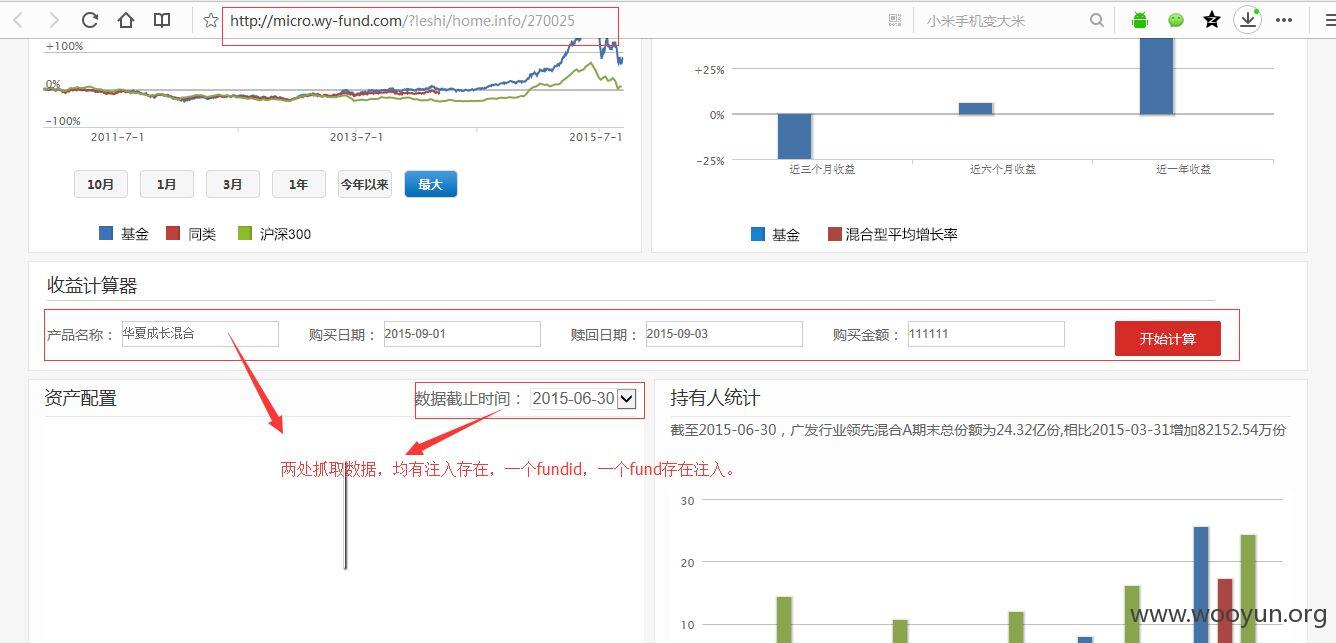 http://micro.wy-fund.com/?leshi/home.info/270025
小米手机变大米
+100%
0%
-100%
2011-7-1
2013-7-1
2015-7-1
10月
1月
3月
1年
今年以来
最大
基金
同类
沪深300
+25%
0%
-25%
近三个月收益
近六个月收益
近一年收益
基金
混合型平均增长率
收益计算器
产品名称：
华夏成长混合
购买日期：
2015-09-01
赎回日期：
2015-09-03
购买金额：
111111
开始计算
资产配置
数据截止时间：
2015-06-30
两处抓取数据，均有注入存在，一个fundid，一个fund存在注入。
持有人统计
截至2015-06-30，广发行业领先混合A期末总份额为24.32亿份,相比2015-03-31增加82152.54万份
30
20
10
www.wooyun.org